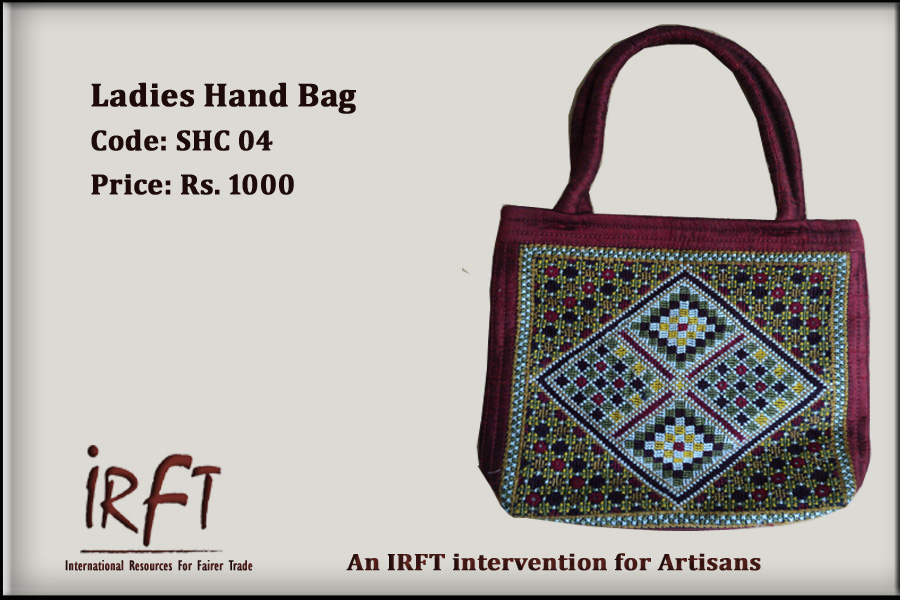 Ladies Hand Bag
Code: SHC 04
Price: Rs. 1000
iRFT
International Resources For Fairer Trade
An IRFT intervention for Artisans